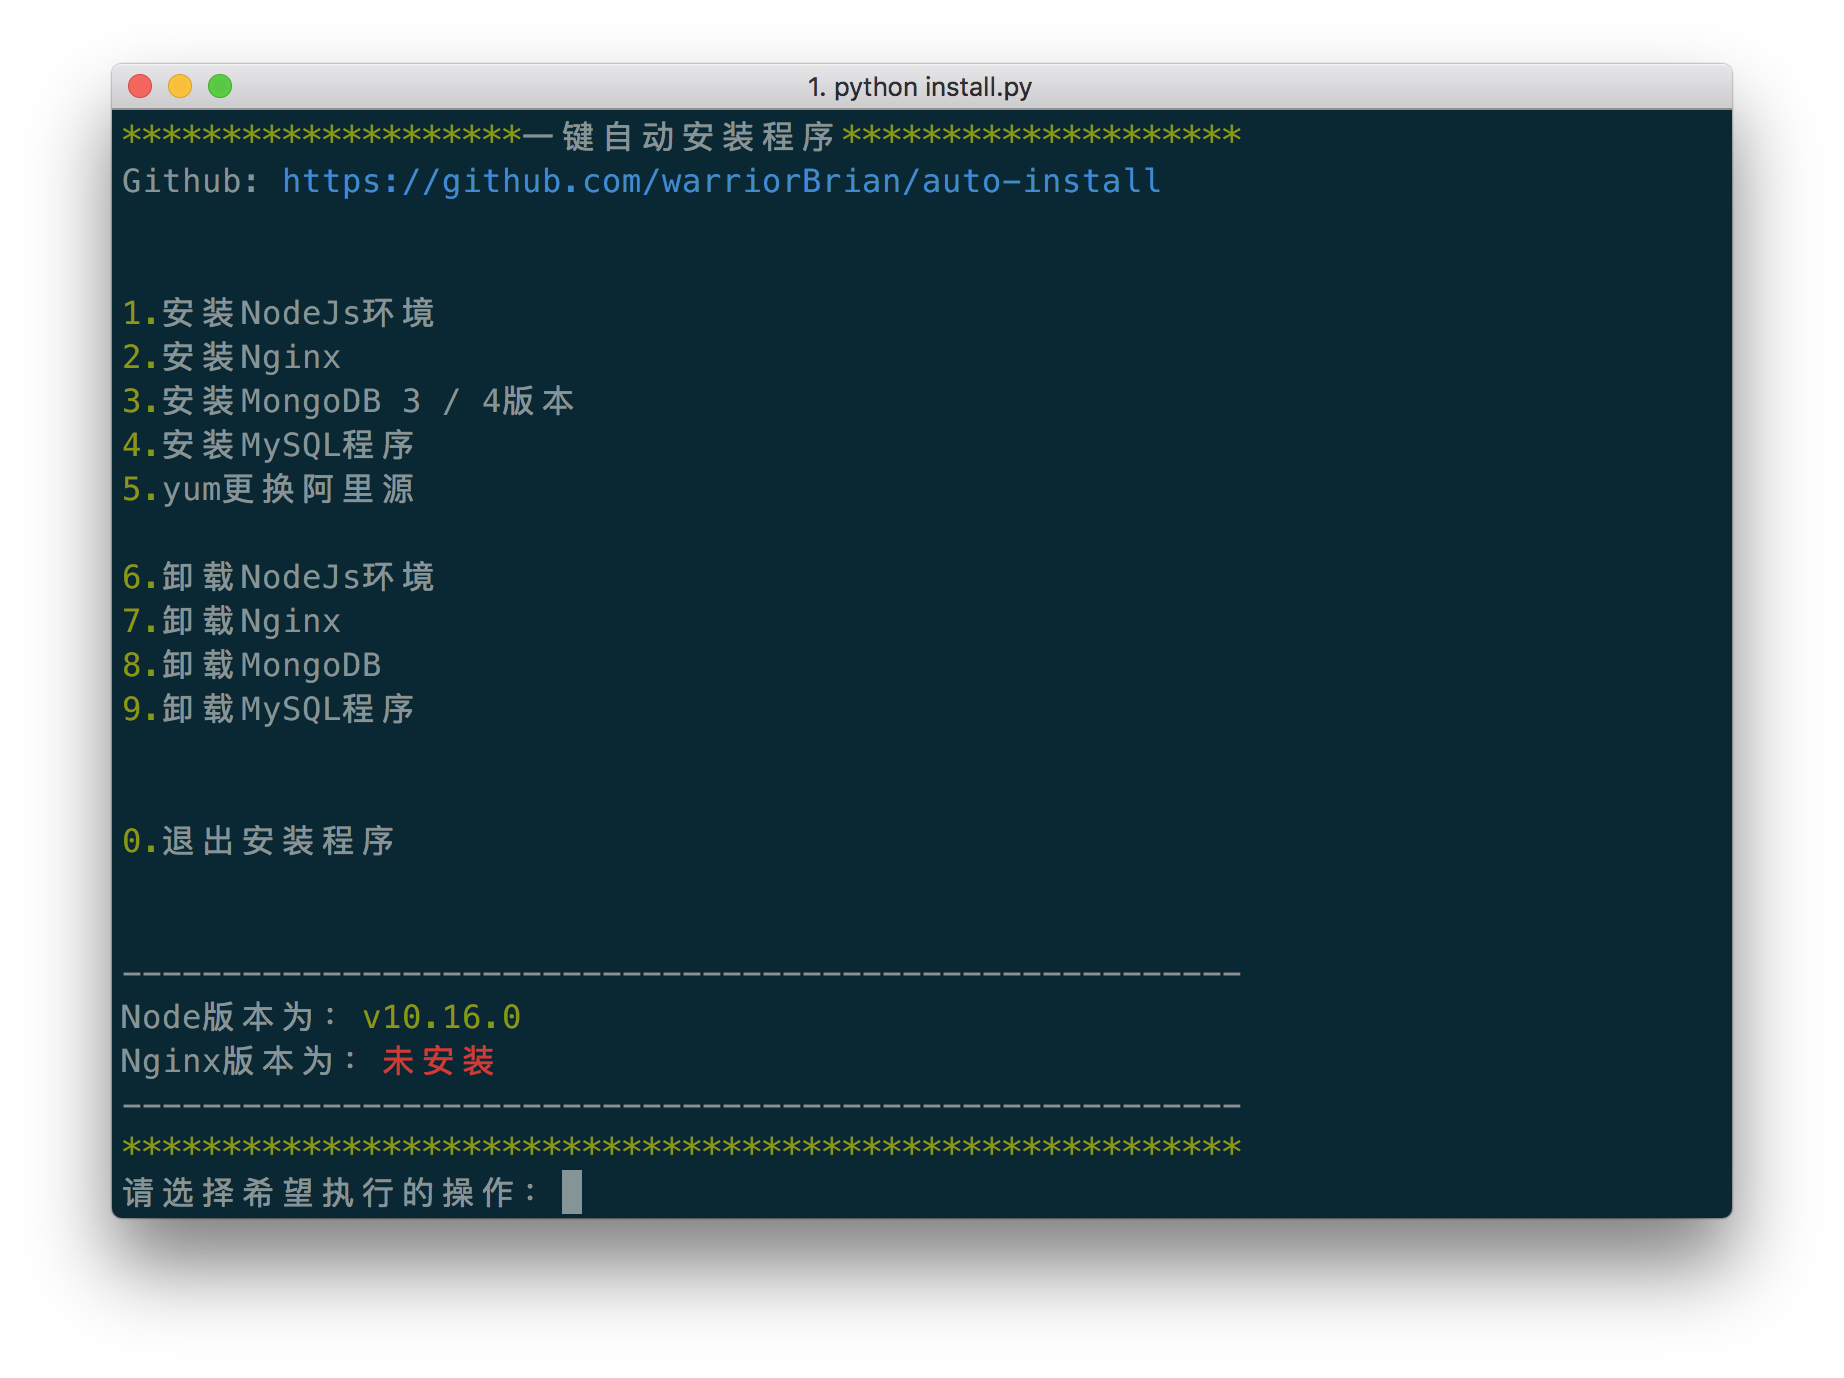 1. python install.py
********************一键自动安装程序********************
Github: https://github.com/warriorBrian/auto-install
1.安装NodeJs环境
2.安装Nginx
3.安装MongoDB 3 / 4版本
4.安装MySQL程序
5.yum更换阿里源
6.卸载NodeJs环境
7.卸载Nginx
8.卸载MongoDB
9.卸载MySQL程序
0.退出安装程序
--------------------------------------------------------
Node版本为： v10.16.0
Nginx版本为： 未安装
--------------------------------------------------------
********************************************************
请选择希望执行的操作：